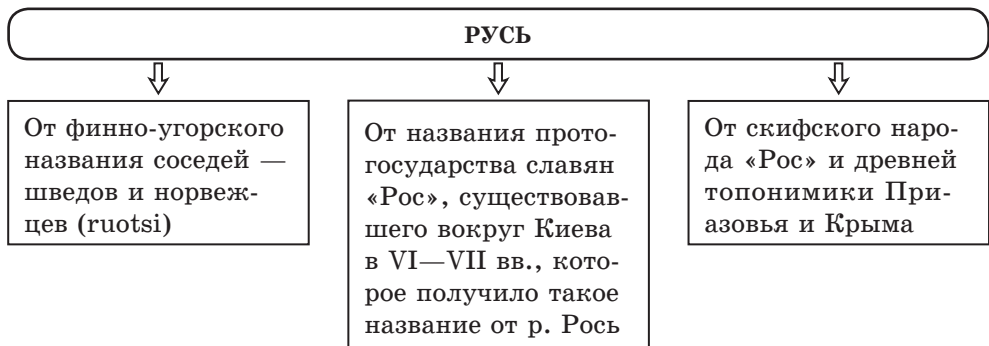 РУСЬ
От финно-угорского
названия соседей —
шведов и норвеж-
цев (ruotsi)
От названия прото-
государства славян
«Рос», существовав-
шего вокруг Киева
в VI—VII вв., кото-
рое получило такое
название от р. Рось
От скифского наро-
да «Рос» и древней
топонимики При-
азовья и Крыма